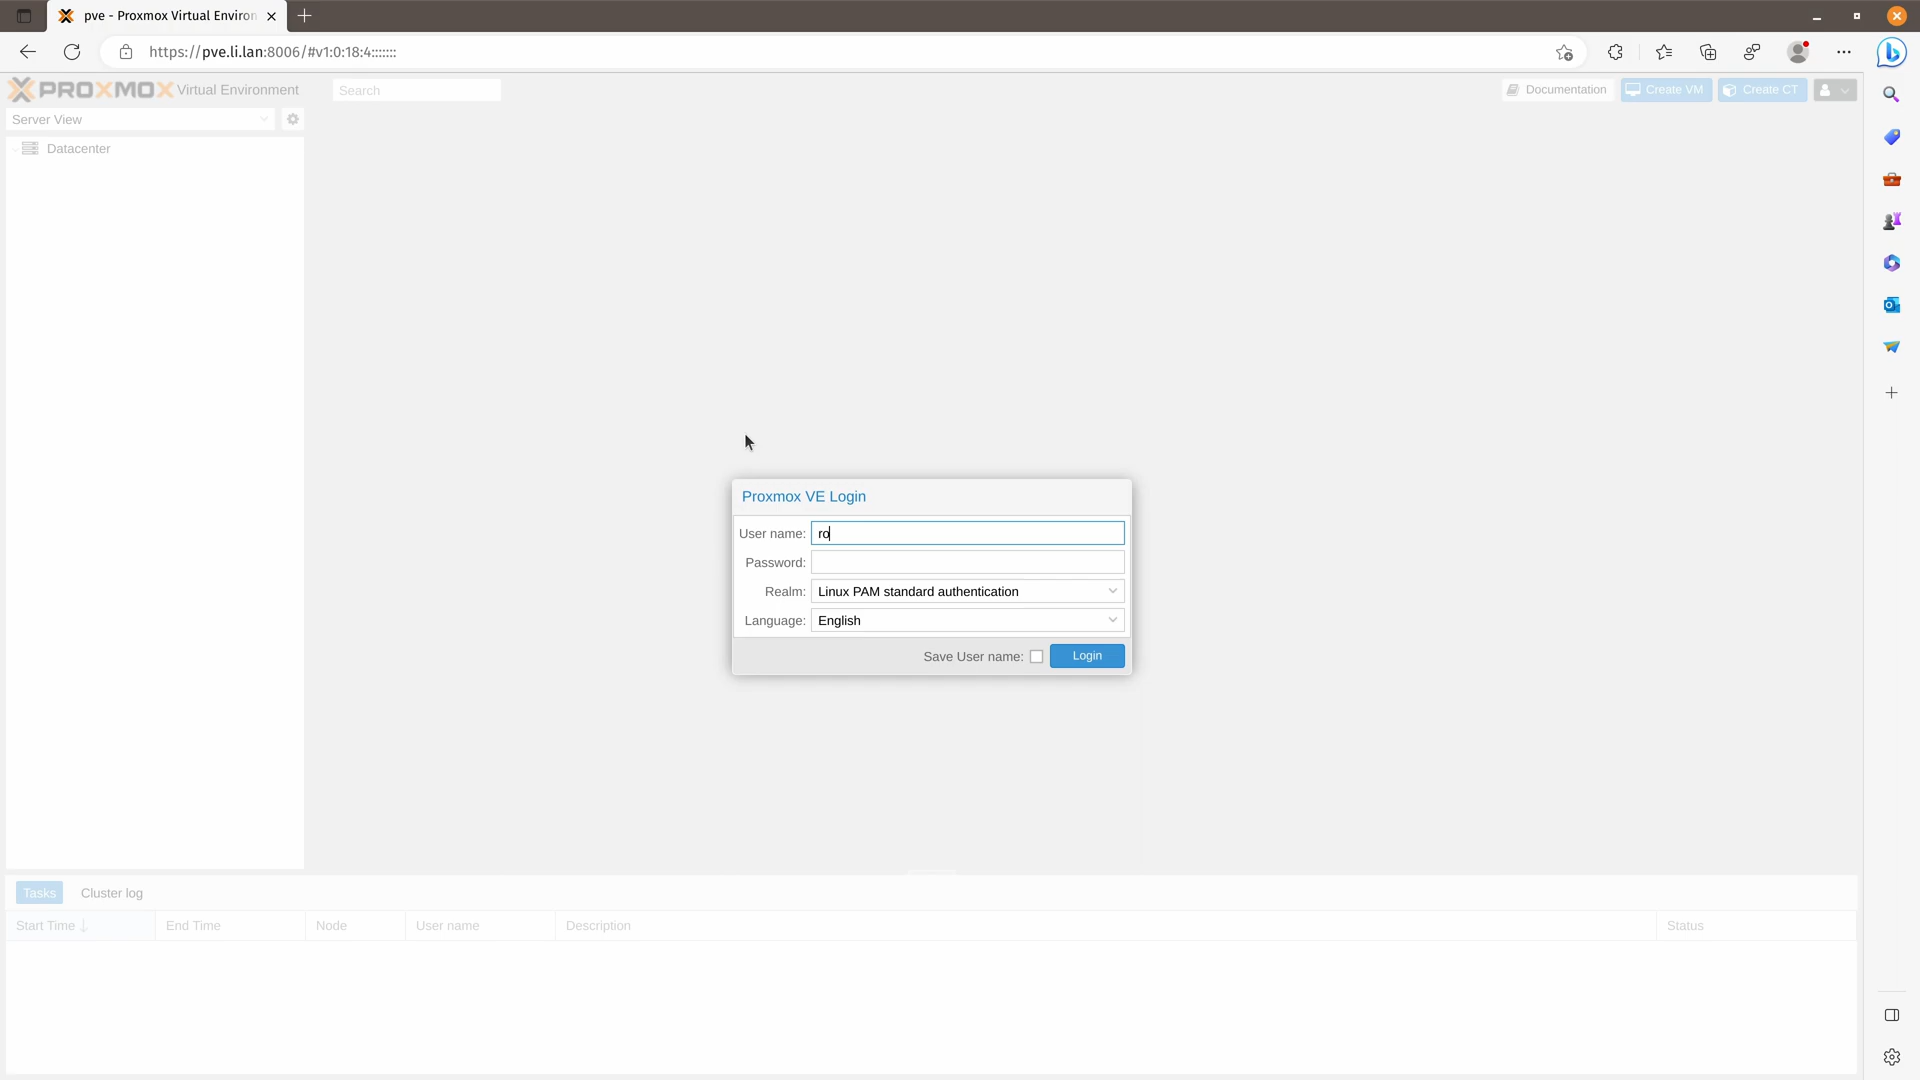 pve - Proxmox Virtual Environ
https://pve.li.lan:8006/#v1:0:18:4:::::::
PROXMOX Virtual Environment
Search
Documentation
Create VM
Create CT
Server View
Datacenter
Proxmox VE Login
User name: ro
Password:
Realm: Linux PAM standard authentication
Language: English
Save User name:
Login
Tasks
Cluster log
Start Time
End Time
Node
User name
Description
Status